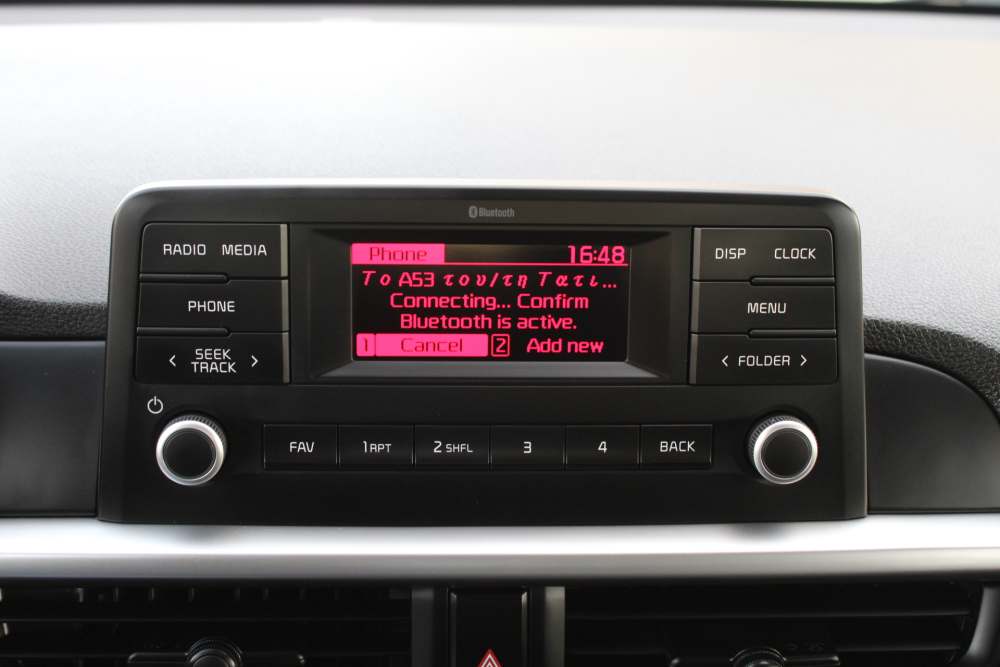 Bluetooth
RADIO MEDIA
PHONE
< SEEK >
TRACK
Phone 16:48
Το A53 του/τη Τατι...
Connecting... Confirm
Bluetooth is active.
1 Cancel 2 Add new
DISP CLOCK
MENU
< FOLDER >
FAV 1 RPT 2 SHFL 3 4 BACK